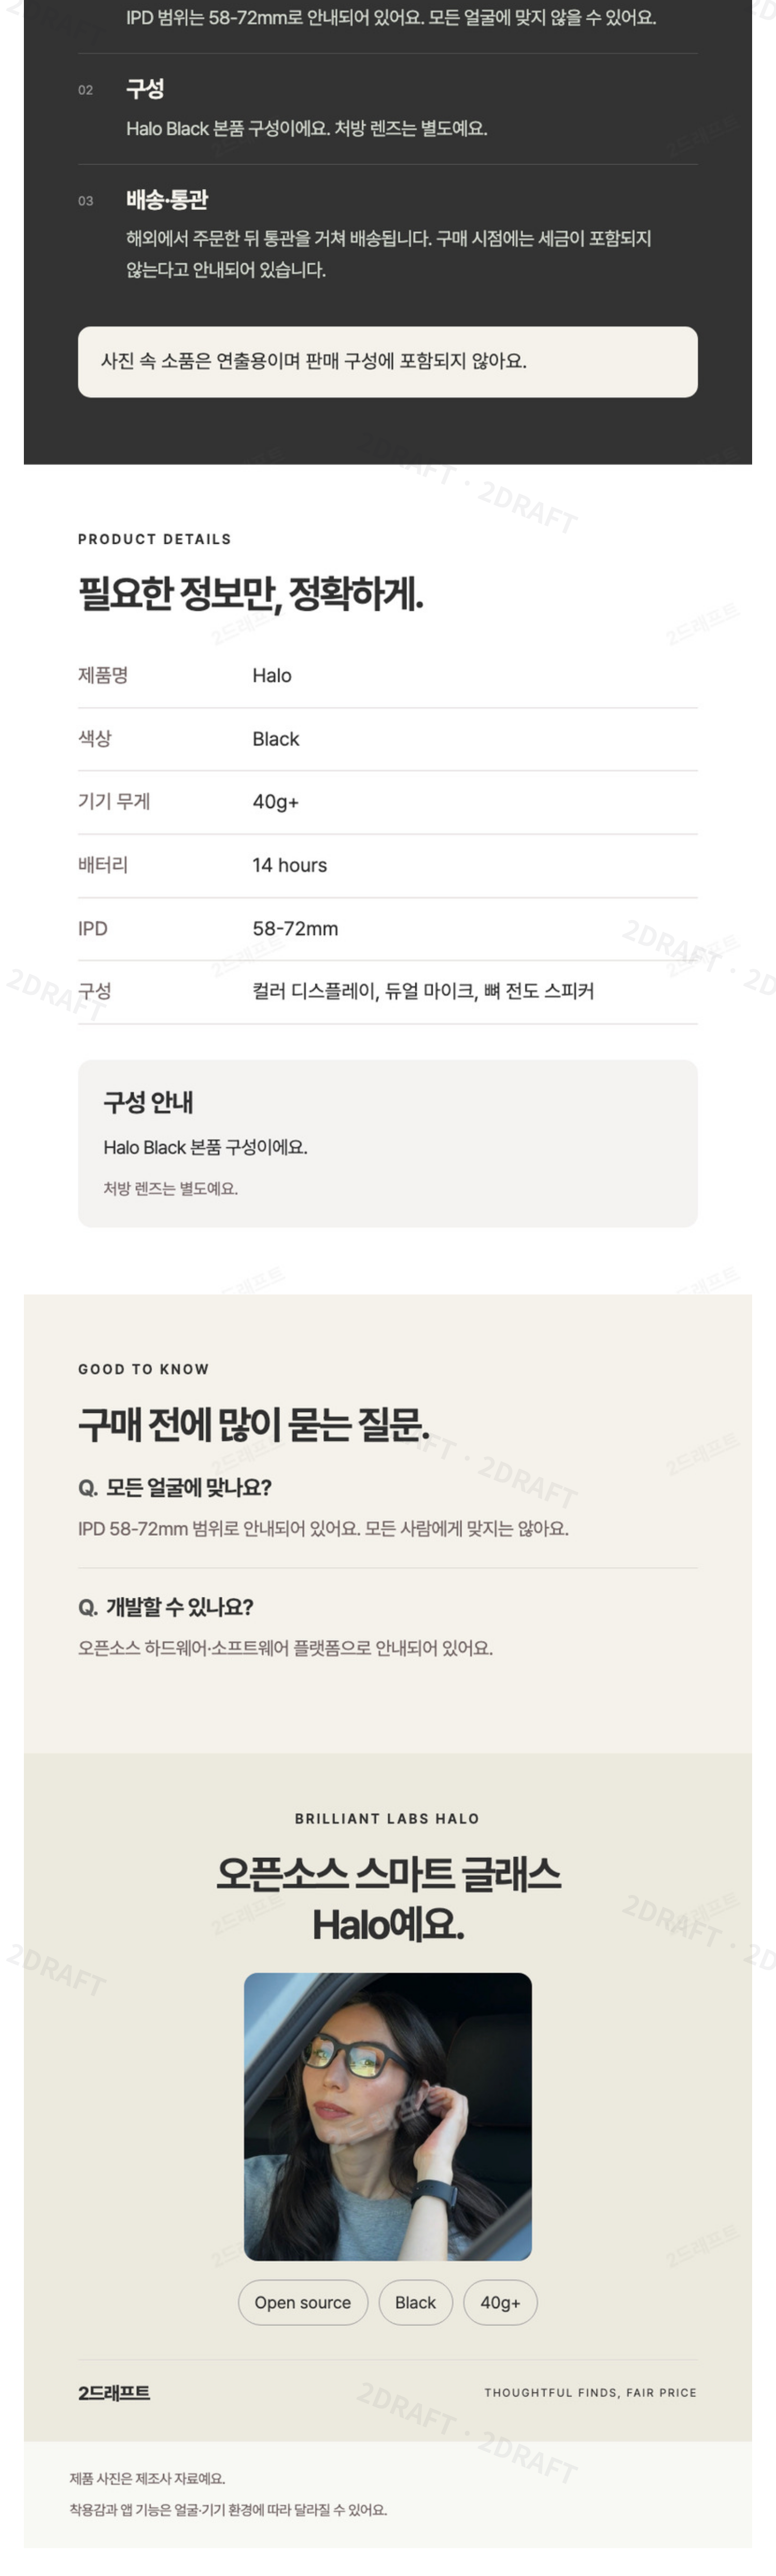 IPD 범위는 58-72mm로 안내되어 있어요. 모든 얼굴에 맞지 않을 수 있어요.
02
구성
Halo Black 본품 구성이에요. 처방 렌즈는 별도예요.
03
배송·통관
해외에서 주문한 뒤 통관을 거쳐 배송됩니다. 구매 시점에는 세금이 포함되지
않는다고 안내되어 있습니다.
사진 속 소품은 연출용이며 판매 구성에 포함되지 않아요.
2DRAFT · 2DRAFT
PRODUCT DETAILS
필요한 정보만, 정확하게.
2드래프트
2드래프트
제품명 Halo
색상 Black
기기 무게 40g+
배터리 14 hours
IPD 58-72mm
구성 컬러 디스플레이, 듀얼 마이크, 뼈 전도 스피커
2DRAFT
구성 안내
Halo Black 본품 구성이에요.
처방 렌즈는 별도예요.
GOOD TO KNOW
구매 전에 많이 묻는 질문.
Q. 모든 얼굴에 맞나요?
IPD 58-72mm 범위로 안내되어 있어요. 모든 사람에게 맞지는 않아요.
Q. 개발할 수 있나요?
오픈소스 하드웨어·소프트웨어 플랫폼으로 안내되어 있어요.
BRILLIANT LABS HALO
오픈소스 스마트 글래스
Halo예요.
2DRAFT
Open source
Black
40g+
2드래프트
THOUGHTFUL FINDS, FAIR PRICE
2DRAFT · 2DRAFT
제품 사진은 제조사 자료예요.
착용감과 앱 기능은 얼굴·기기 환경에 따라 달라질 수 있어요.